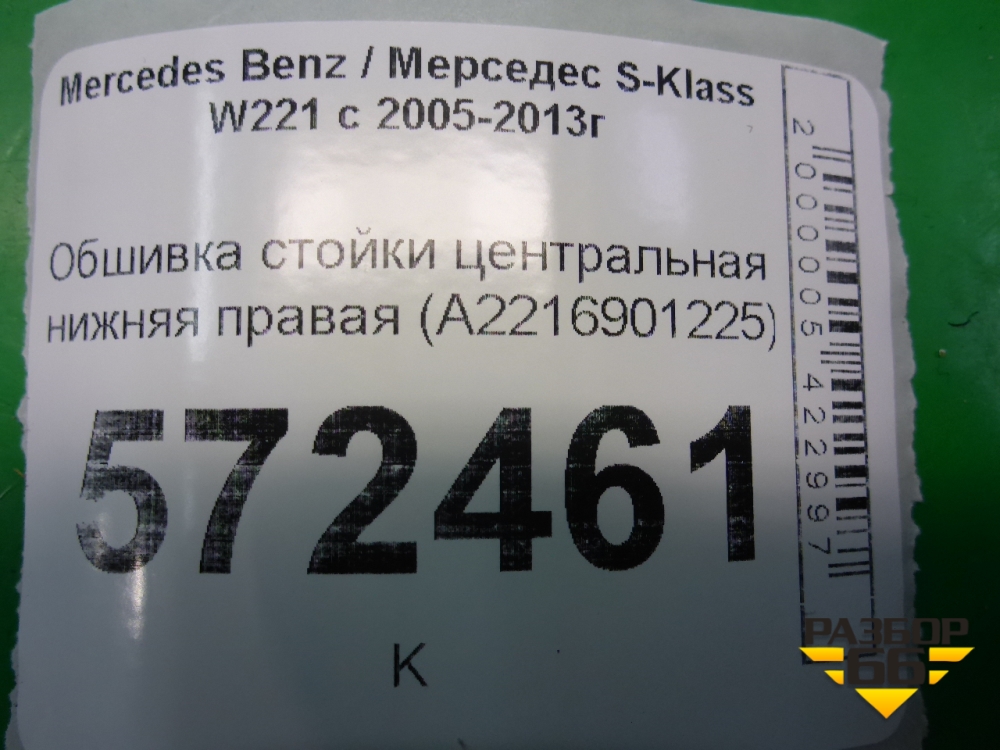 Mercedes Benz / Мерседес S-Klass
W221 с 2005-2013г
Обшивка стойки центральная
нижняя правая (A2216901225)
572461
К
2000005422997
РАЗБОР
66